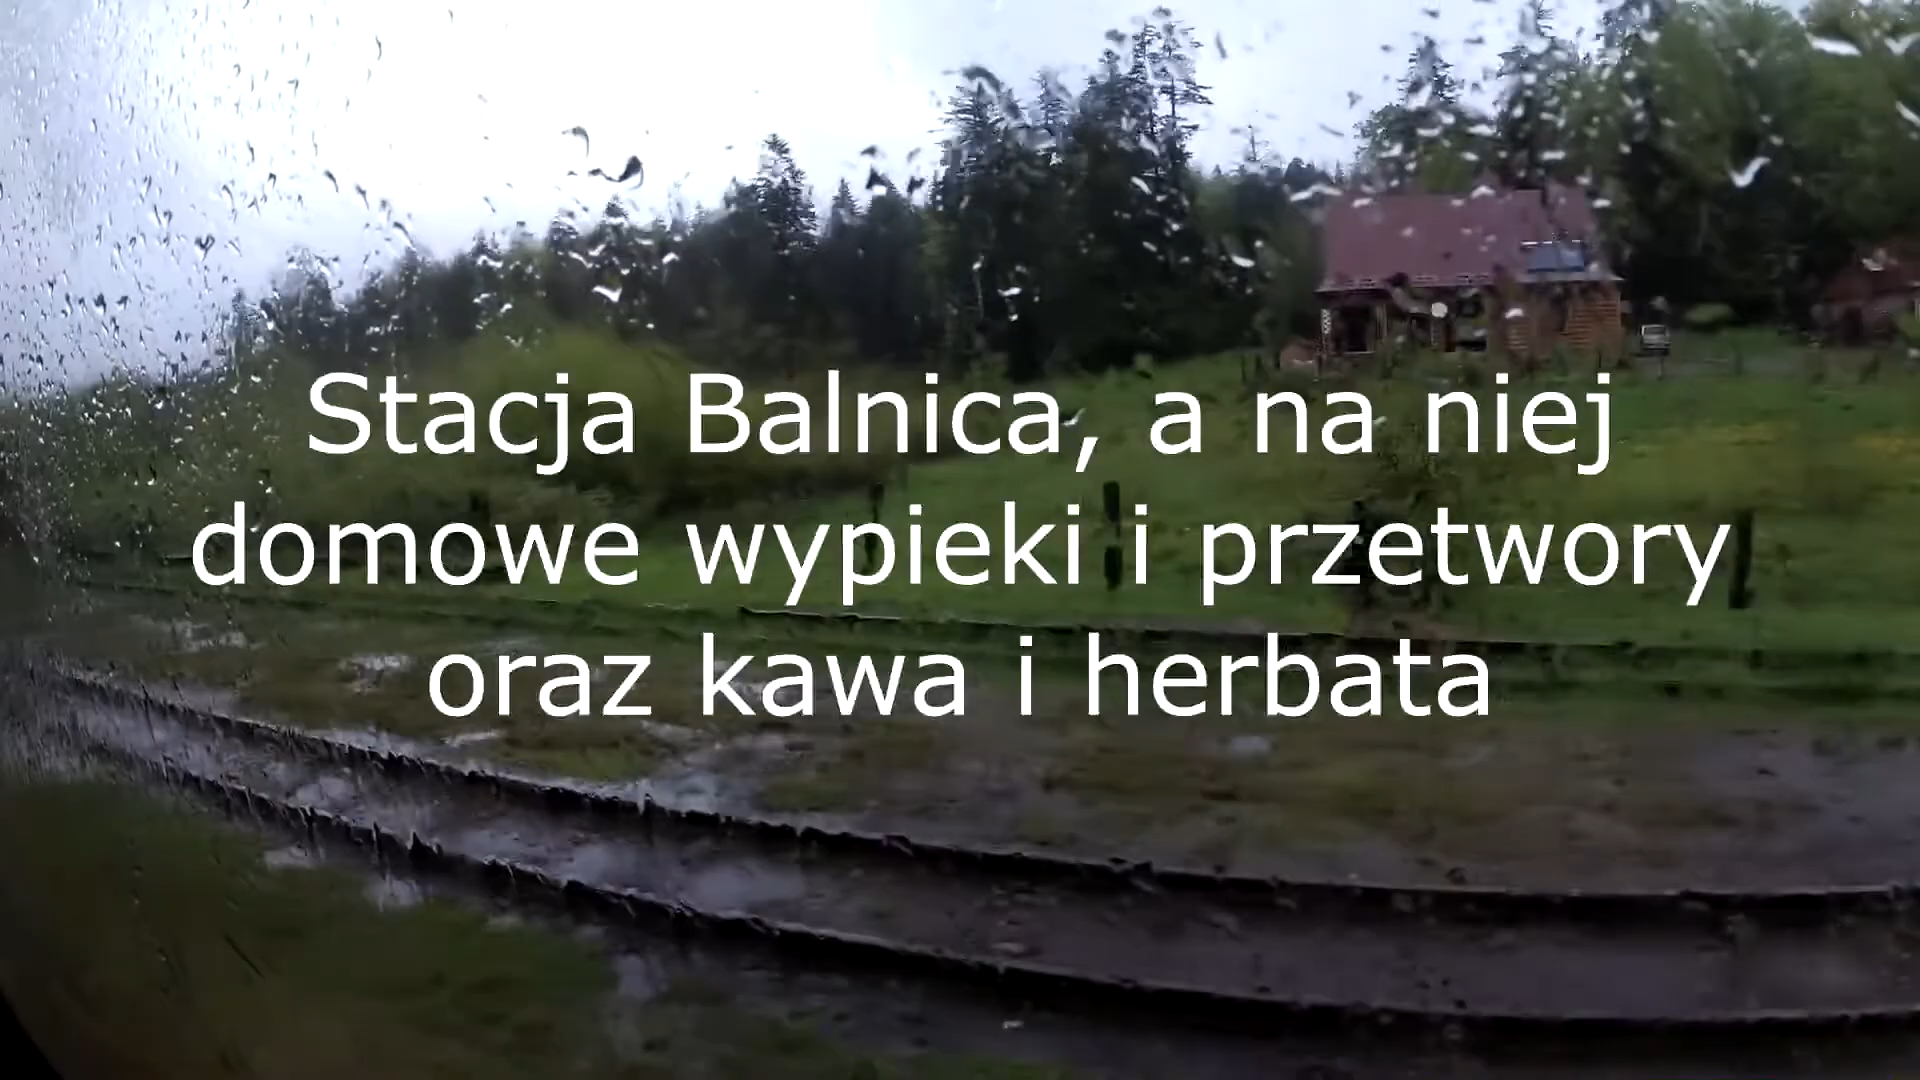 Stacja Balnica, a na niej
domowe wypieki i przetwory
oraz kawa i herbata